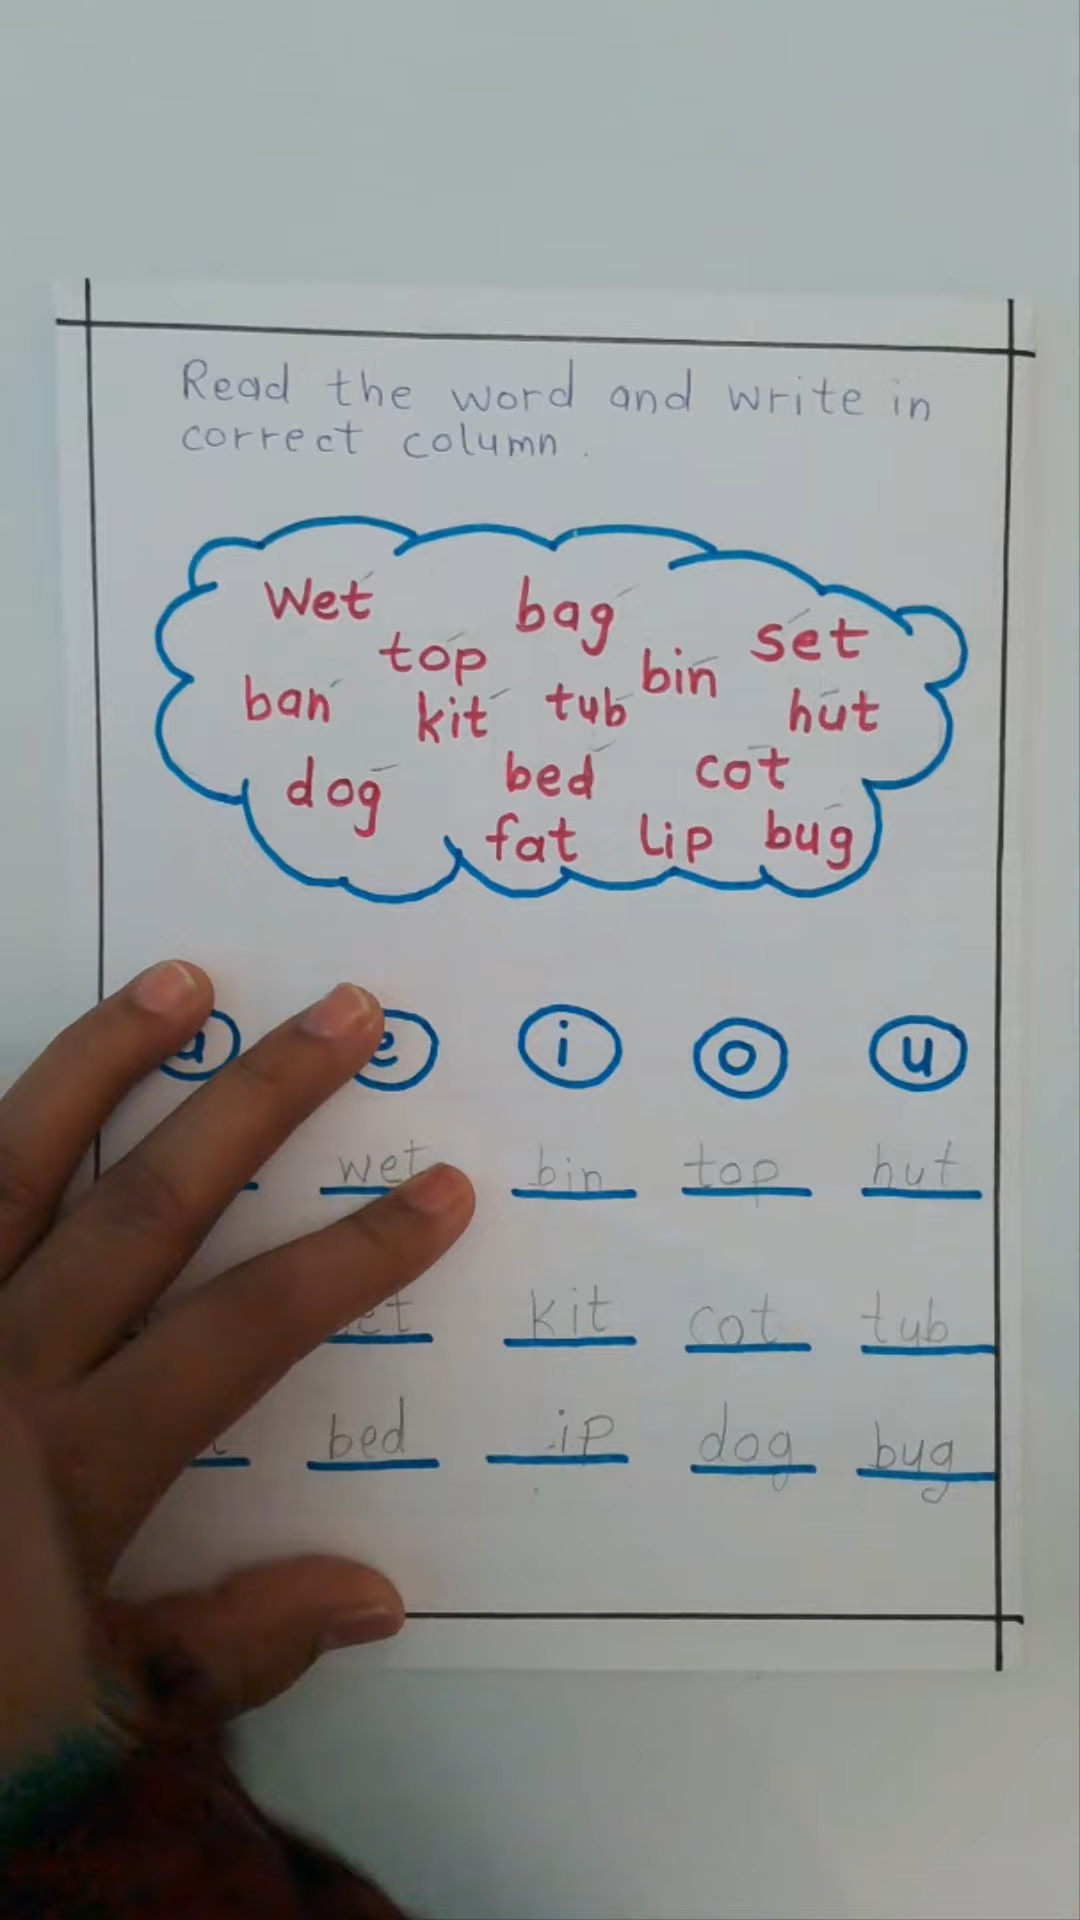 Read the word and write in
correct column.
Wet bag set
top bin
ban kit tub hut
dog bed cot
fat Lip bug
a e i o u
wet bin top hut
kit cot tub
bed ip dog bug